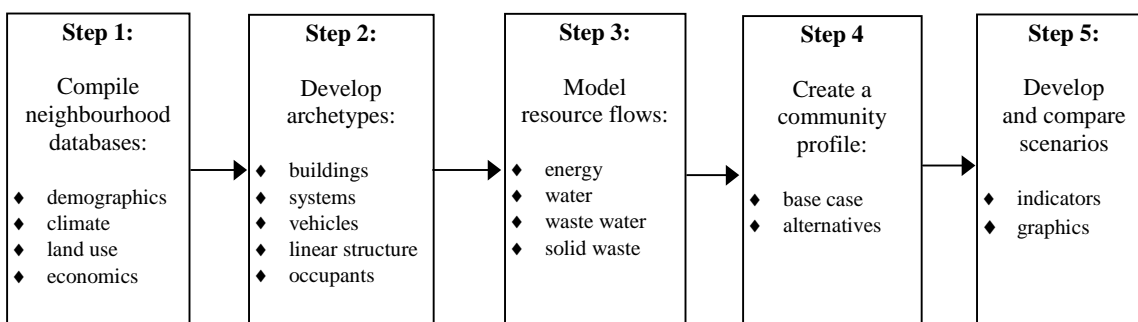 Step 1:
Compile
neighbourhood
databases:
♦ demographics
♦ climate
♦ land use
♦ economics
Step 2:
Develop
archetypes:
♦ buildings
♦ systems
♦ vehicles
♦ linear structure
♦ occupants
Step 3:
Model
resource flows:
♦ energy
♦ water
♦ waste water
♦ solid waste
Step 4
Create a
community
profile:
♦ base case
♦ alternatives
Step 5:
Develop
and compare
scenarios
♦ indicators
♦ graphics